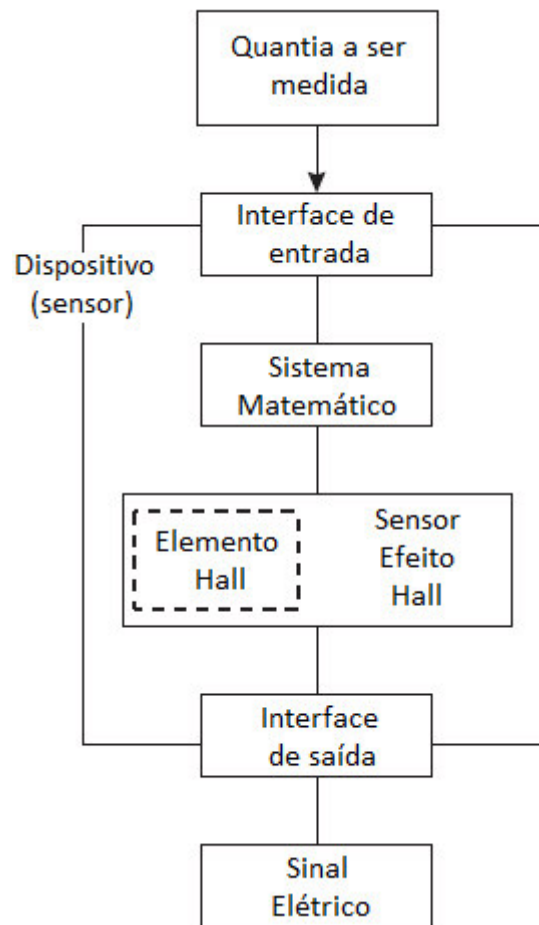 Quantia a ser
medida
Interface de
entrada
Dispositivo
(sensor)
Sistema
Matemático
Elemento
Hall
Sensor
Efeito
Hall
Interface
de saída
Sinal
Elétrico